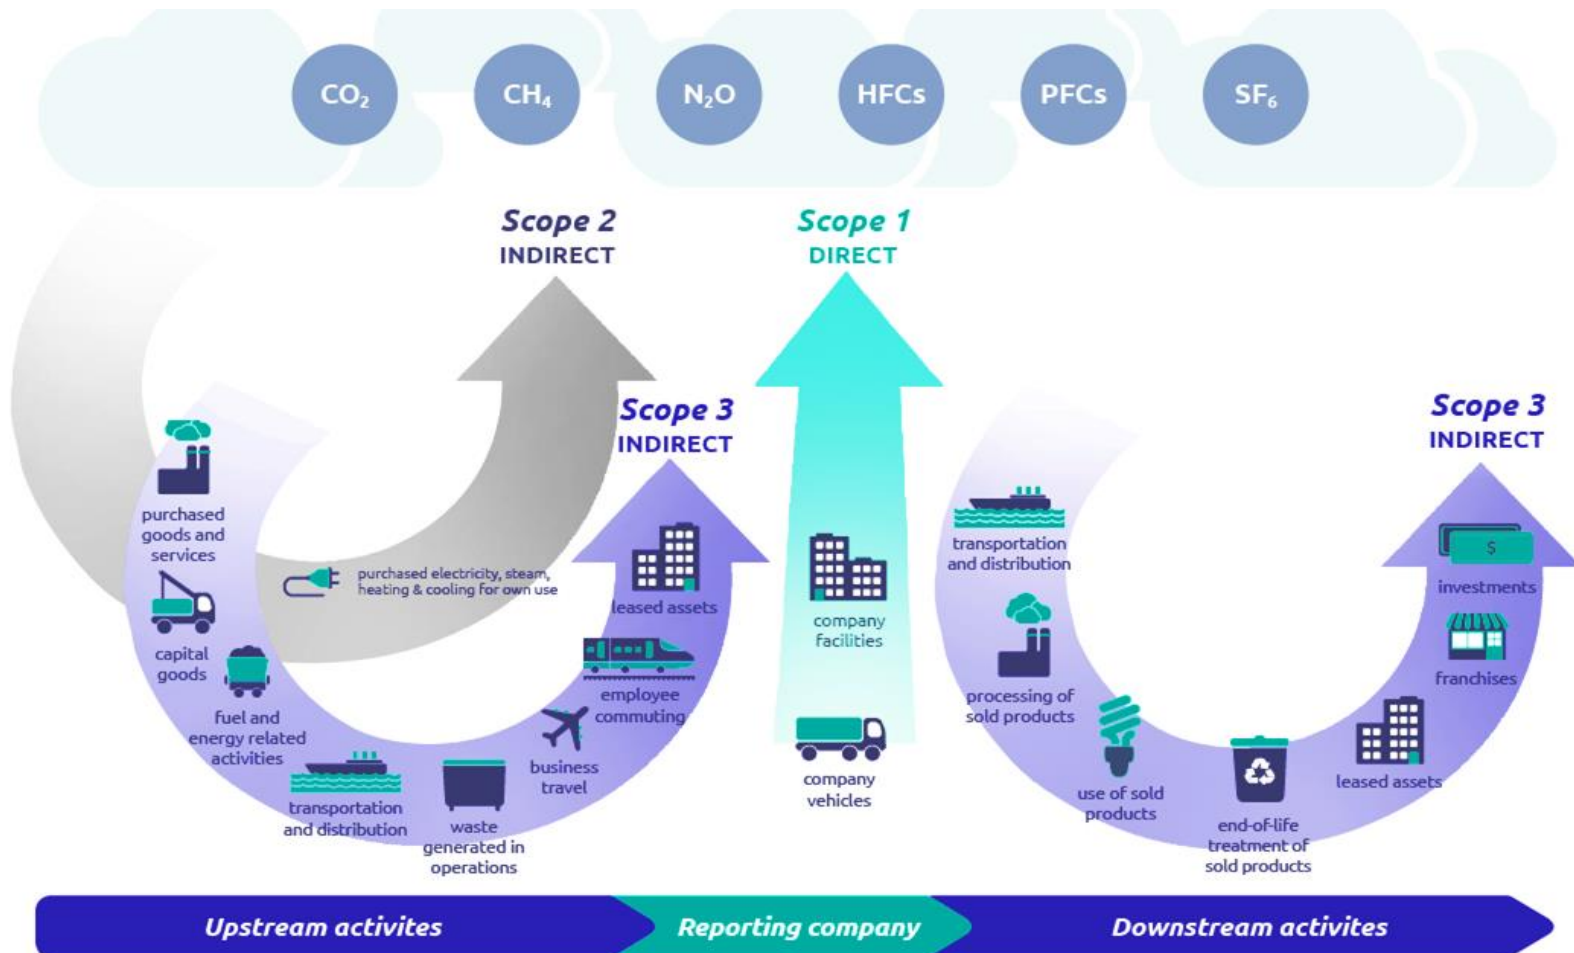 CO₂
CH₄
N₂O
HFCs
PFCs
SF₆
Scope 2
INDIRECT
Scope 1
DIRECT
Scope 3
INDIRECT
Scope 3
INDIRECT
purchased
goods and
services
capital
goods
fuel and
energy related
activities
transportation
and distribution
waste
generated in
operations
business
travel
employee
commuting
leased assets
purchased electricity, steam,
heating & cooling for own use
company
facilities
company
vehicles
transportation
and distribution
processing of
sold products
use of sold
products
end-of-life
treatment of
sold products
leased assets
franchises
$
investments
Upstream activites
Reporting company
Downstream activites